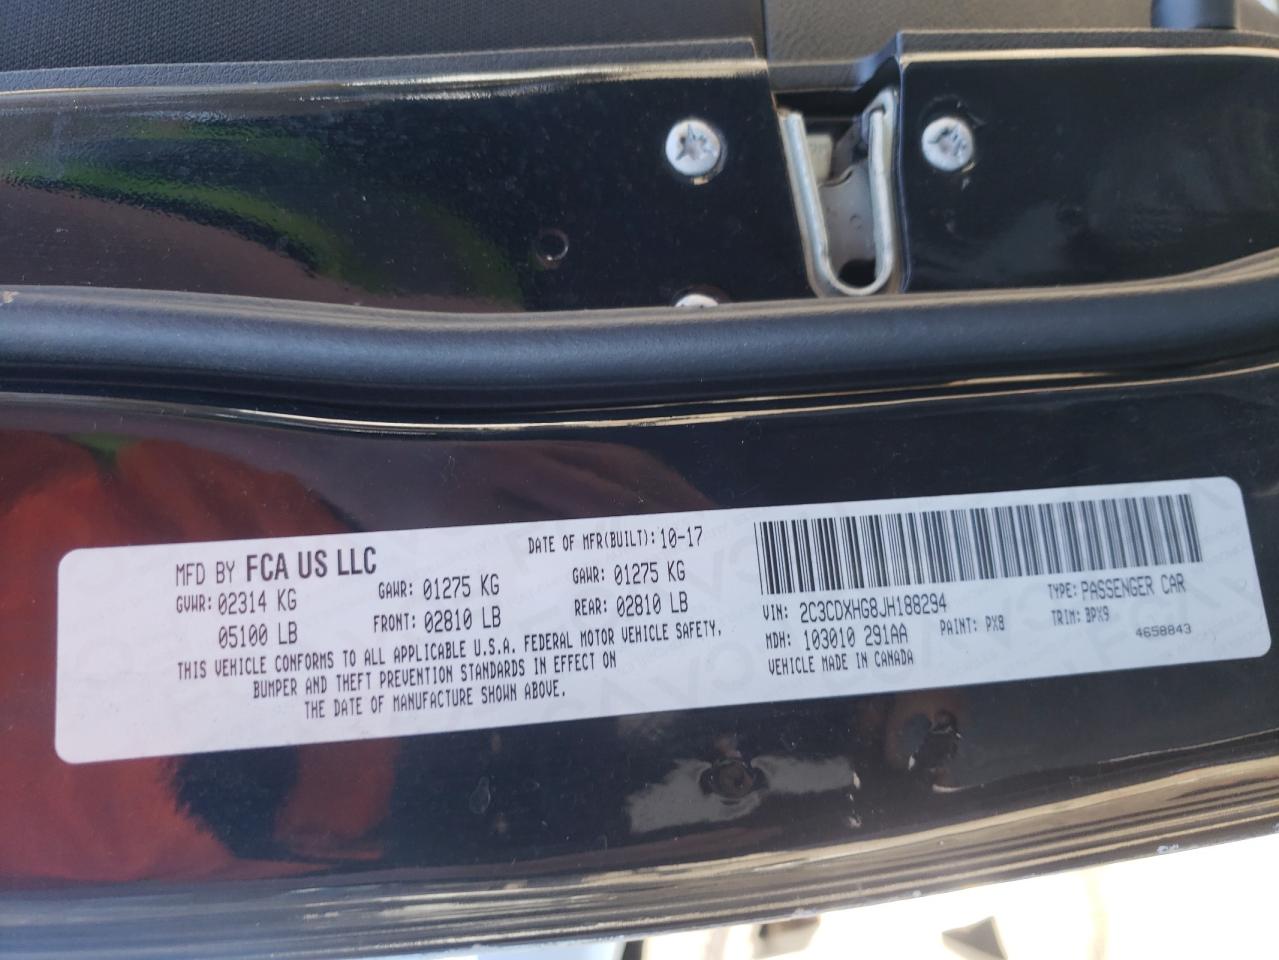 MFD BY FCA US LLC
DATE OF MFR(BUILT): 10-17
GVWR: 02314 KG
GAWR: 01275 KG
GAWR: 01275 KG
05100 LB
FRONT: 02810 LB
REAR: 02810 LB
THIS VEHICLE CONFORMS TO ALL APPLICABLE U.S.A. FEDERAL MOTOR VEHICLE SAFETY,
BUMPER AND THEFT PREVENTION STANDARDS IN EFFECT ON
THE DATE OF MANUFACTURE SHOWN ABOVE.
VIN: 2C3CDXHG8JH188294
TYPE: PASSENGER CAR
MDH: 103010 291AA
PAINT: PX8
TRIM: BPX9
VEHICLE MADE IN CANADA
4658843